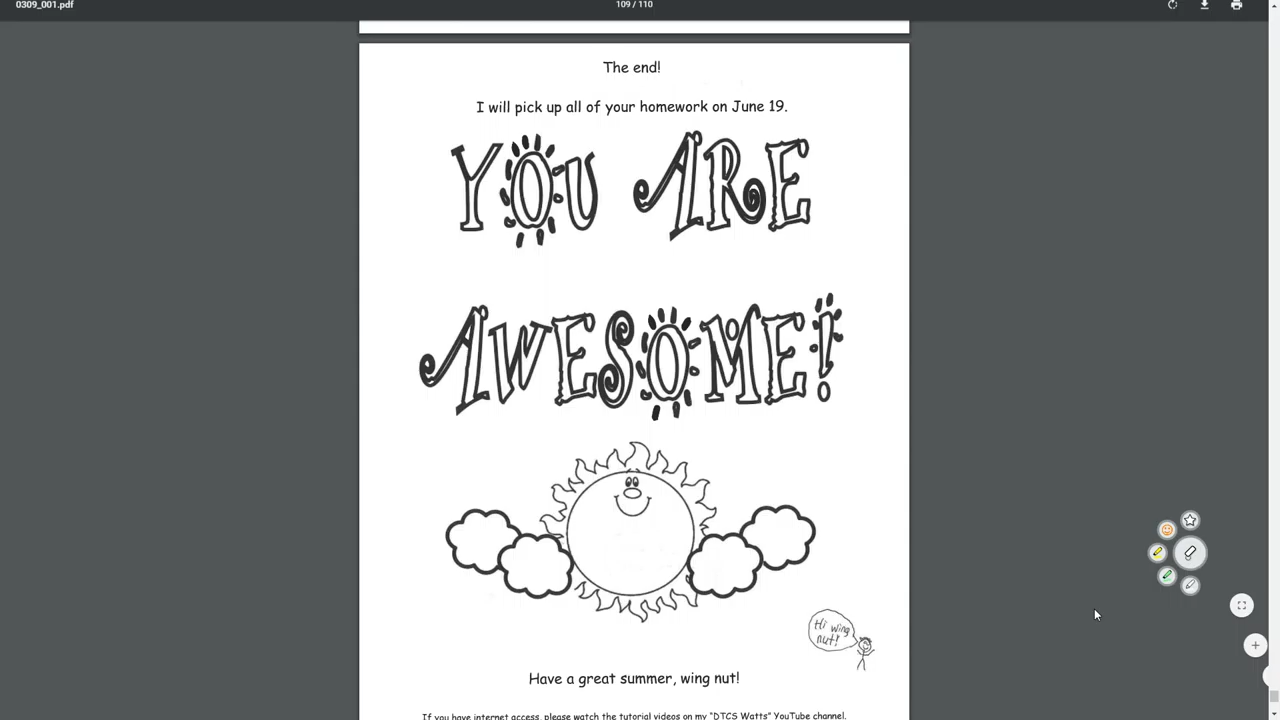 0309_001.pdf
109 / 110
The end!
I will pick up all of your homework on June 19.
YOU ARE
AWESOME!
Hi wing
nut!
Have a great summer, wing nut!
If you have internet access, please watch the tutorial videos on my "DTCS Watts" YouTube channel.